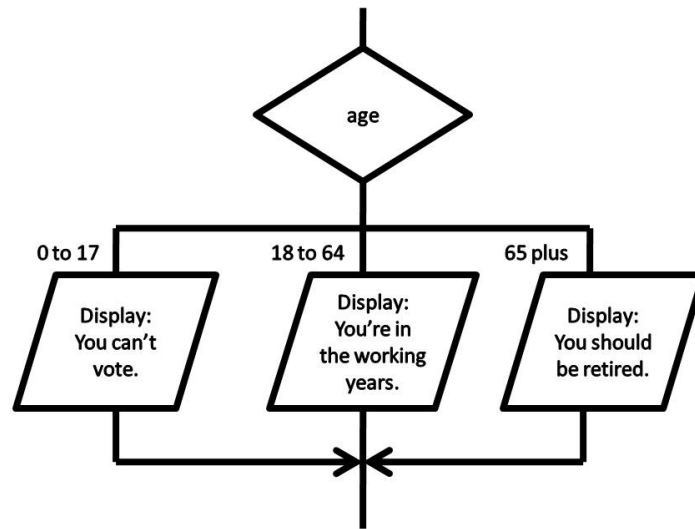 age
0 to 17
18 to 64
65 plus
Display:
You can’t
vote.
Display:
You’re in
the working
years.
Display:
You should
be retired.